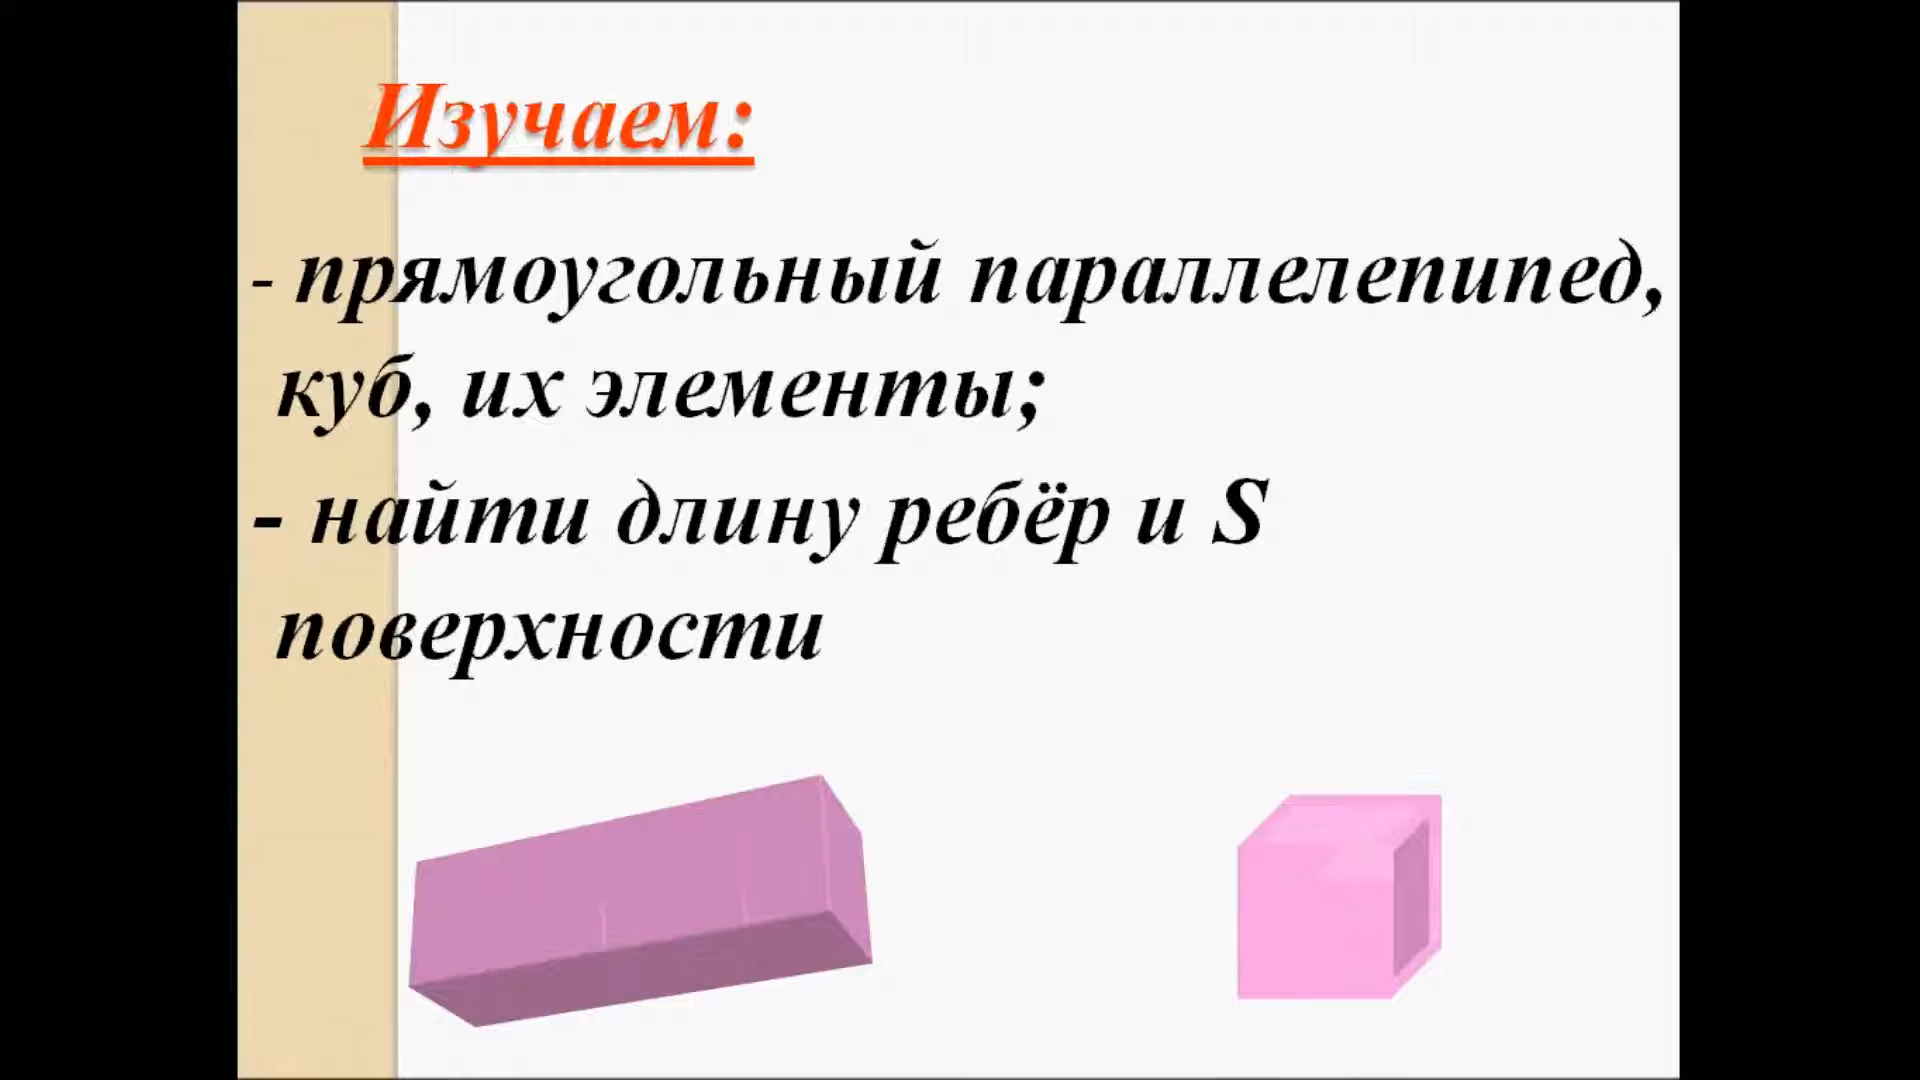 Изучаем:
- прямоугольный параллелепипед,
куб, их элементы;
- найти длину ребёр и S
поверхности